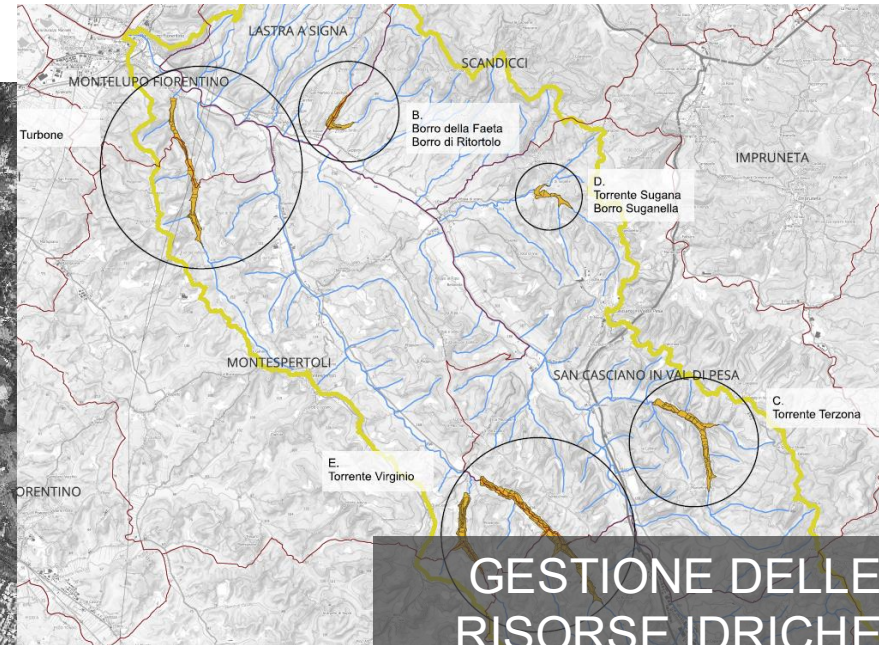 LASTRA A SIGNA
SCANDICCI
MONTELUPO FIORENTINO
B.
Borro della Faeta
Borro di Ritortolo
Turbone
IMPRUNETA
D.
Torrente Sugana
Borro Suganella
MONTESPERTOLI
SAN CASCIANO IN VAL DI PESA
C.
Torrente Terzona
E.
Torrente Virginio
ORENTINO
GESTIONE DELLE
RISORSE IDRICHE